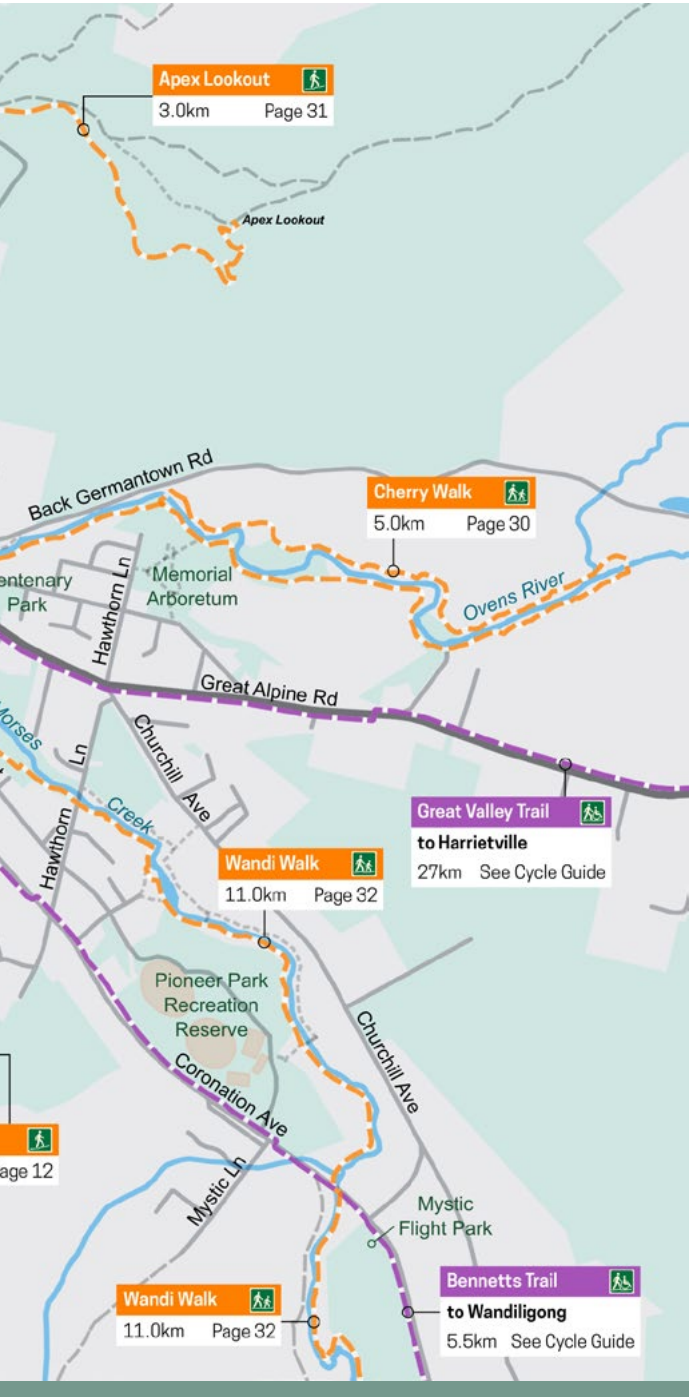 Apex Lookout
3.0km Page 31
Apex Lookout
Back Germantown Rd
Cherry Walk
5.0km Page 30
Ovens River
Memorial
Arboretum
Park
Hawthorn Ln
Great Alpine Rd
Morses
Creek
Churchill Ave
Hawthorn Ln
Great Valley Trail
to Harrietville
27km See Cycle Guide
Wandi Walk
11.0km Page 32
Pioneer Park
Recreation
Reserve
Coronation Ave
Churchill Ave
age 12
Mystic Ln
Mystic
Flight Park
Wandi Walk
11.0km Page 32
Bennetts Trail
to Wandiligong
5.5km See Cycle Guide